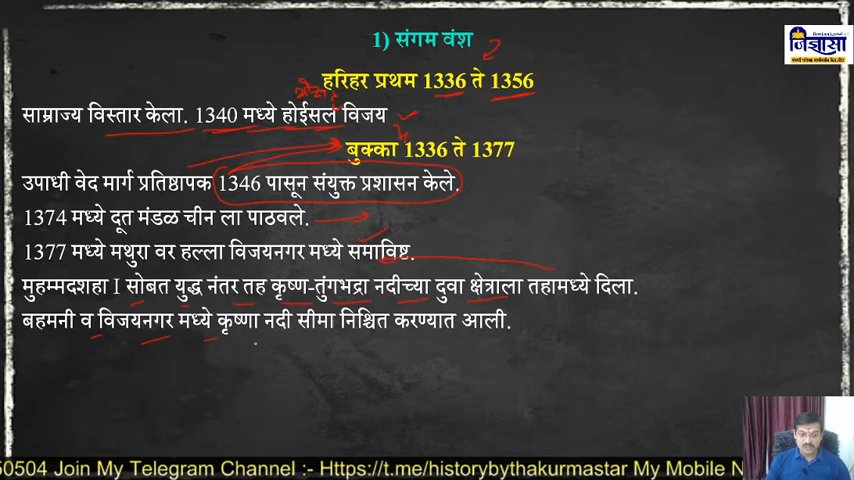 1) संगम वंश
हरिहर प्रथम 1336 ते 1356
साम्राज्य विस्तार केला. 1340 मध्ये होईसल विजय
बुक्का 1336 ते 1377
उपाधी वेद मार्ग प्रतिष्ठापक 1346 पासून संयुक्त प्रशासन केले.
1374 मध्ये दूत मंडळ चीन ला पाठवले.
1377 मध्ये मथुरा वर हल्ला विजयनगर मध्ये समाविष्ट.
मुहम्मदशहा I सोबत युद्ध नंतर तह कृष्ण-तुंगभद्रा नदीच्या दुवा क्षेत्राला तहामध्ये दिला.
बहमनी व विजयनगर मध्ये कृष्णा नदी सीमा निश्चित करण्यात आली.
जिज्ञासा
50504 Join My Telegram Channel :- Https://t.me/historybythakurmastar My Mobile N